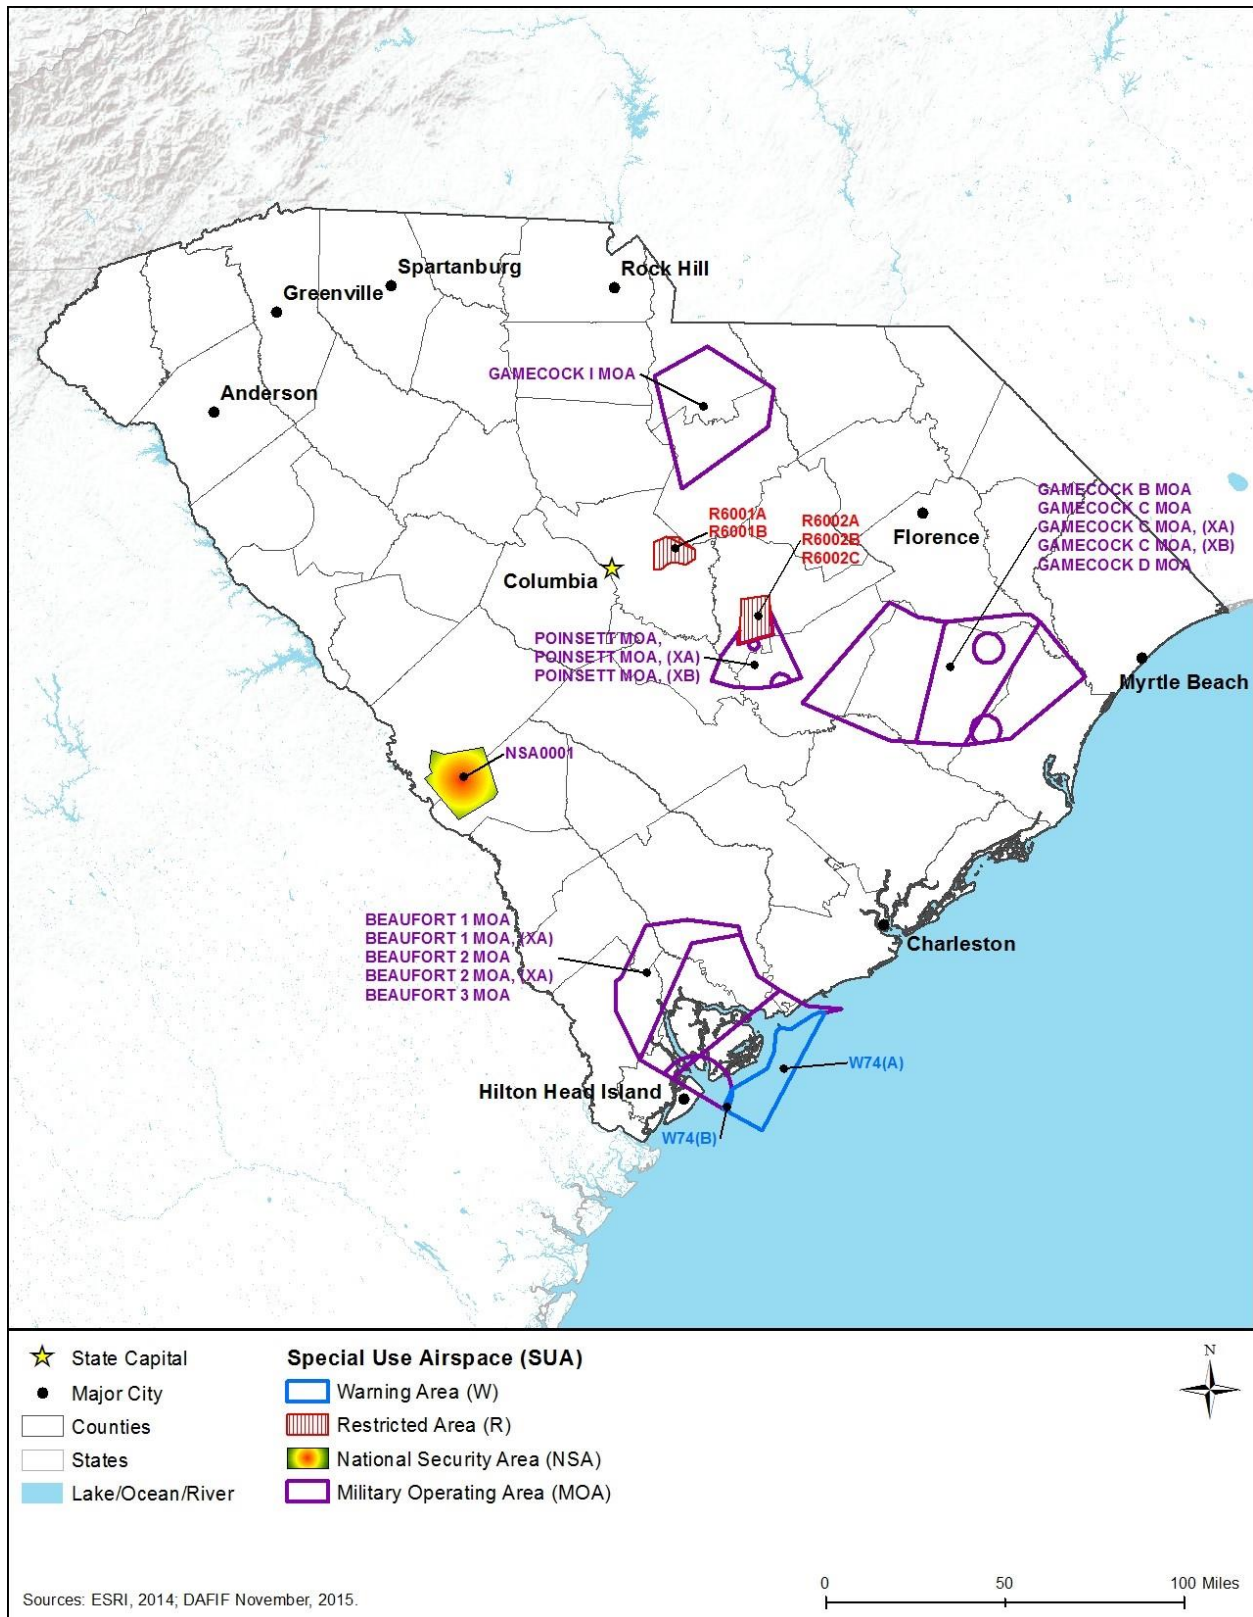 Spartanburg
Rock Hill
Greenville
GAMECOCK I MOA
Anderson
GAMECOCK B MOA
GAMECOCK C MOA
GAMECOCK C MOA, (XA)
GAMECOCK C MOA, (XB)
GAMECOCK D MOA
R6001A
R6001B
R6002A
R6002B
R6002C
Florence
Columbia
POINSETT MOA,
POINSETT MOA, (XA)
POINSETT MOA, (XB)
Myrtle Beach
NSA0001
BEAUFORT 1 MOA
BEAUFORT 1 MOA, (XA)
BEAUFORT 2 MOA
BEAUFORT 2 MOA, (XA)
BEAUFORT 3 MOA
Charleston
W74(A)
Hilton Head Island
W74(B)
State Capital
Major City
Counties
States
Lake/Ocean/River
Special Use Airspace (SUA)
Warning Area (W)
Restricted Area (R)
National Security Area (NSA)
Military Operating Area (MOA)
N
0 50 100 Miles
Sources: ESRI, 2014; DAFIF November, 2015.